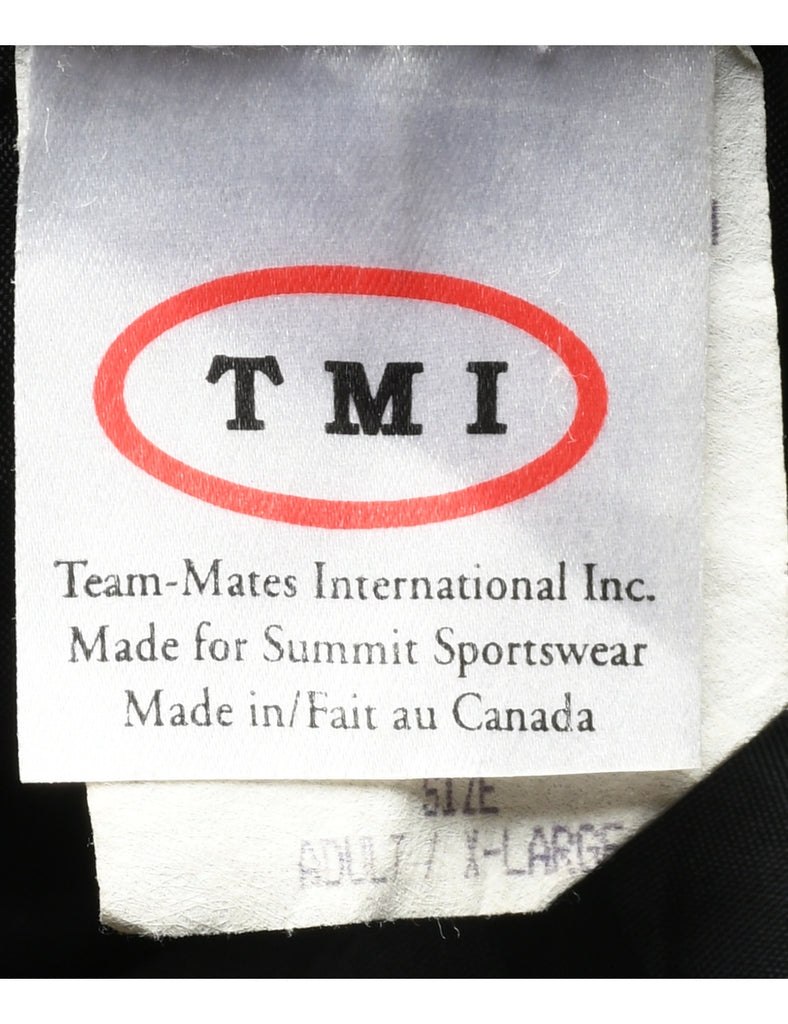 TMI
Team-Mates International Inc.
Made for Summit Sportswear
Made in/Fait au Canada
SIZE
ADULT / X-LARGE